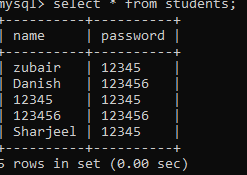 mysql> select * from students;
+----------+----------+
| name | password |
+----------+----------+
| zubair | 12345 |
| Danish | 123456 |
| 12345 | 12345 |
| 123456 | 123456 |
| Sharjeel | 12345 |
+----------+----------+
5 rows in set (0.00 sec)